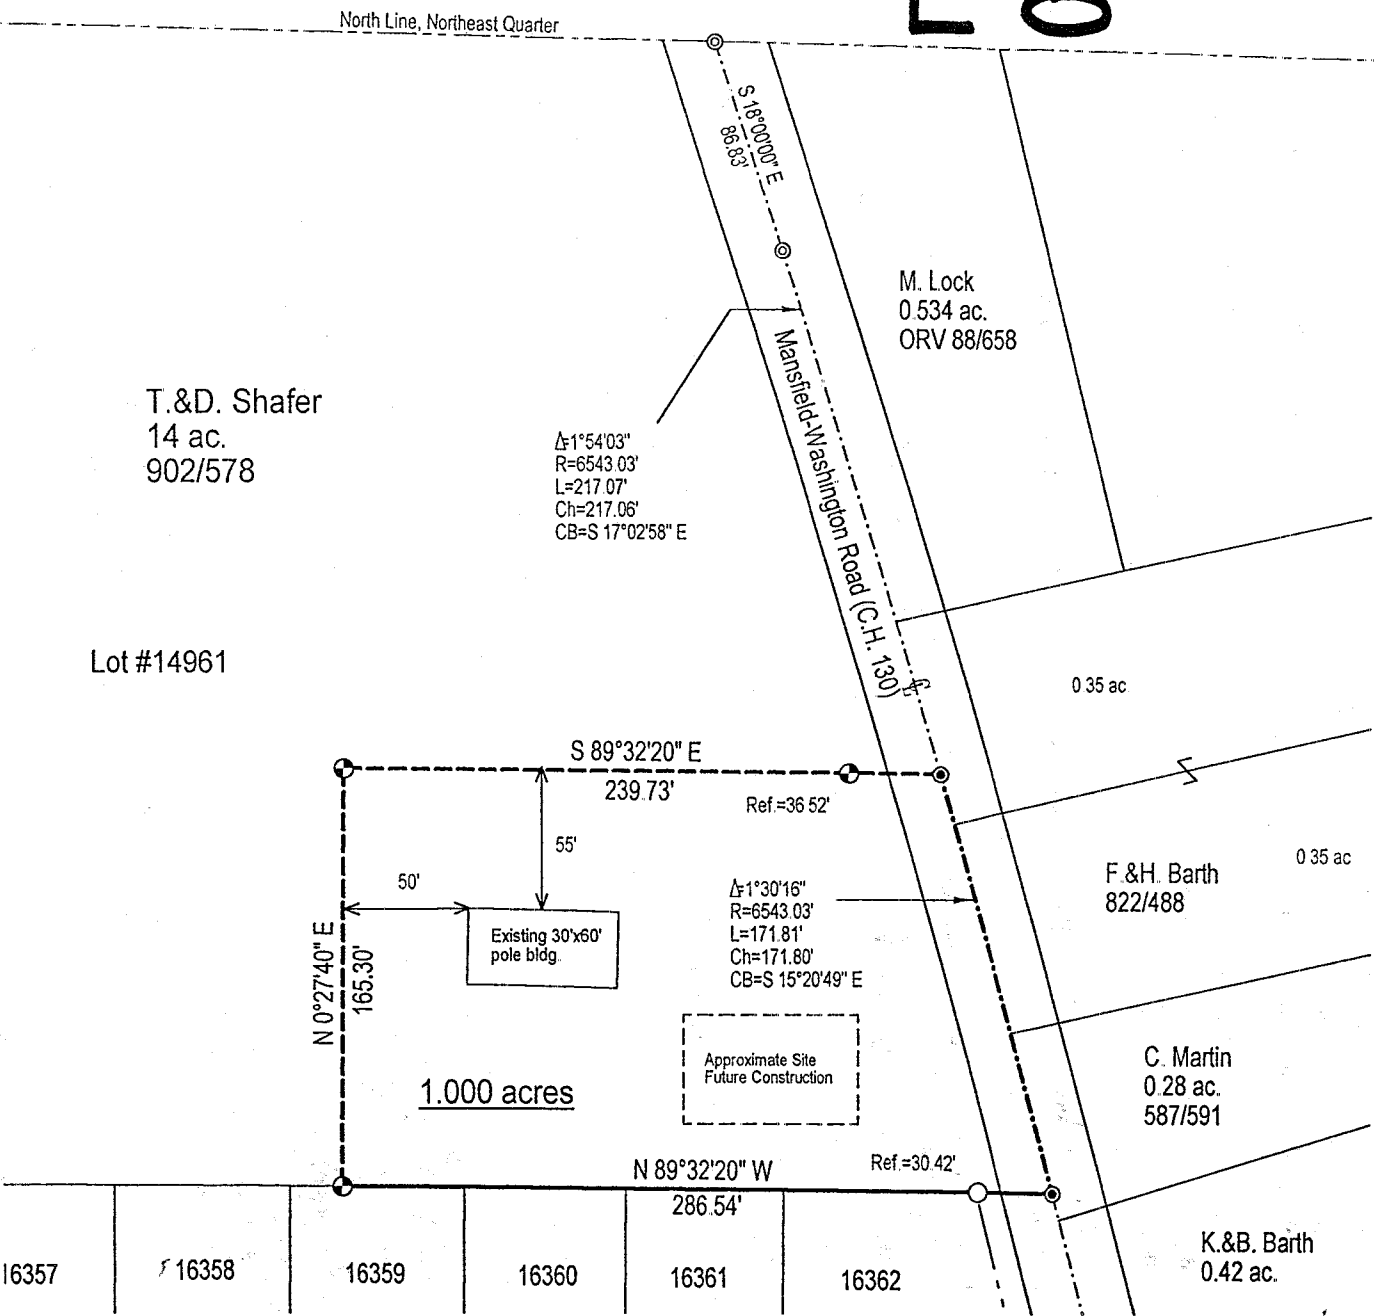 North Line, Northeast Quarter
S 18°00'00" E
86.83'
M. Lock
0.534 ac.
ORV 88/658
Mansfield-Washington Road (C.H. 130)
T.&D. Shafer
14 ac.
902/578
Δ=1°54'03"
R=6543.03'
L=217.07'
Ch=217.06'
CB=S 17°02'58" E
Lot #14961
0.35 ac.
S 89°32'20" E
239.73'
Ref.=36.52'
55'
50'
Existing 30'x60'
pole bldg.
N 0°27'40" E
165.30'
Δ=1°30'16"
R=6543.03'
L=171.81'
Ch=171.80'
CB=S 15°20'49" E
F.&H. Barth
822/488
0.35 ac
Approximate Site
Future Construction
1.000 acres
C. Martin
0.28 ac.
587/591
N 89°32'20" W
286.54'
Ref.=30.42'
K.&B. Barth
0.42 ac.
16357
16358
16359
16360
16361
16362